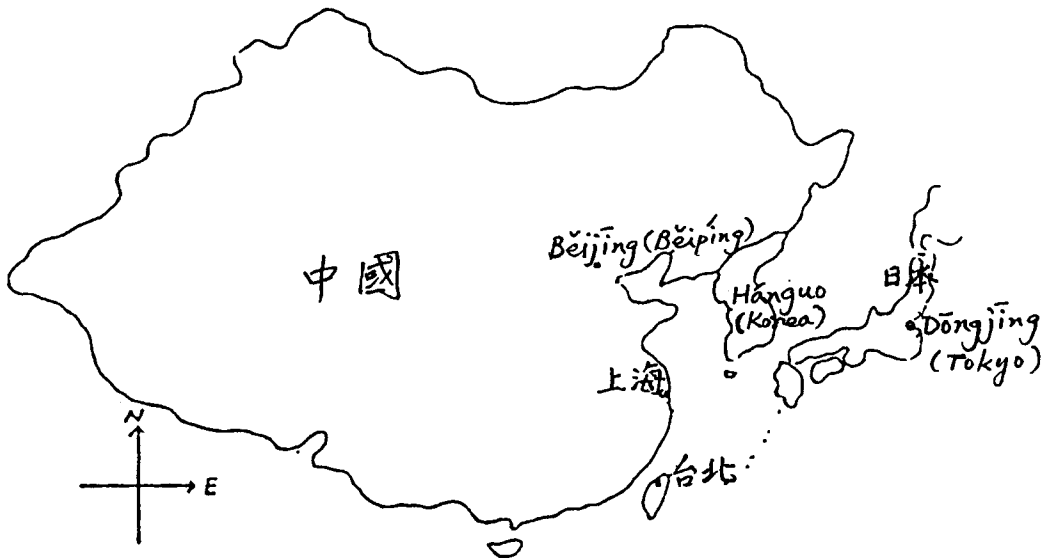 Běijīng (Běipíng)
中國
日本
Hánguo
(Korea)
Dōngjīng
(Tokyo)
上海
N
E
台北